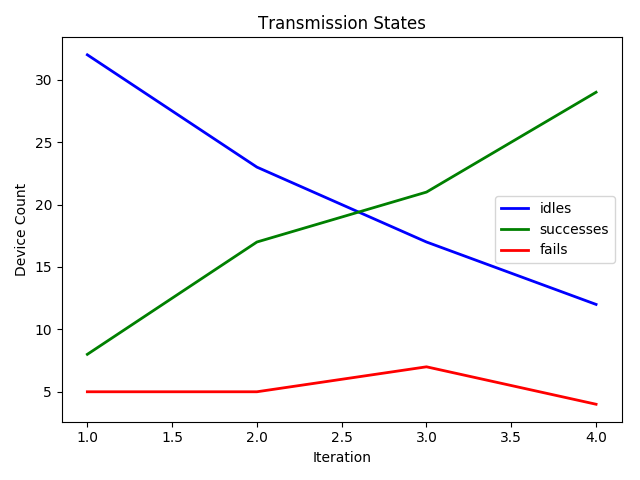 Transmission States
Device Count
30
25
20
15
10
5
idles
successes
fails
1.0 1.5 2.0 2.5 3.0 3.5 4.0
Iteration